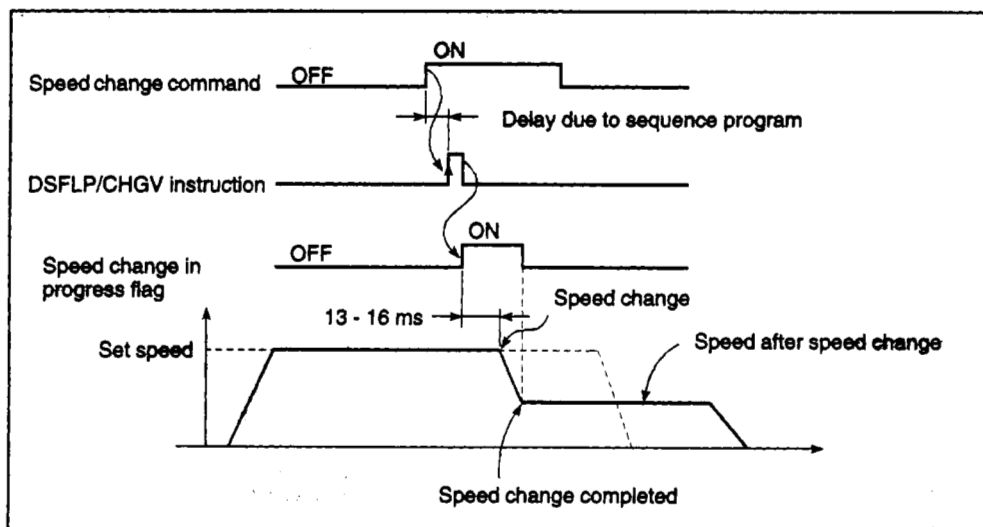 ON
Speed change command
OFF
Delay due to sequence program
DSFLP/CHGV instruction
ON
OFF
Speed change in
progress flag
Speed change
13 - 16 ms
Set speed
Speed after speed change
Speed change completed